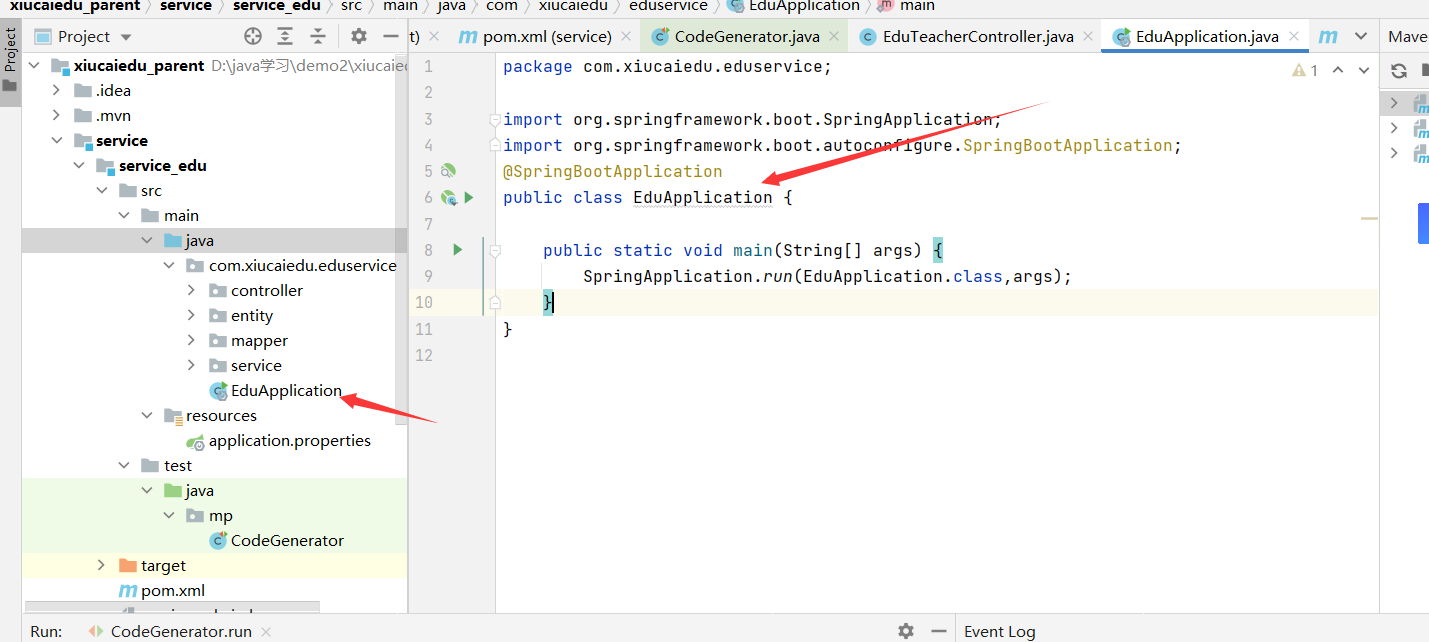 xiucaiedu_parent service service_edu src main java com xiucaiedu eduservice EduApplication main
Project
Project
t)
pom.xml (service)
CodeGenerator.java
EduTeacherController.java
EduApplication.java
Mave
xiucaiedu_parent D:\java学习\demo2\xiucaied
.idea
.mvn
service
service_edu
src
main
java
com.xiucaiedu.eduservice
controller
entity
mapper
service
EduApplication
resources
application.properties
test
java
mp
CodeGenerator
target
pom.xml
1 package com.xiucaiedu.eduservice;
2
3 import org.springframework.boot.SpringApplication;
4 import org.springframework.boot.autoconfigure.SpringBootApplication;
5 @SpringBootApplication
6 public class EduApplication {
7
8 public static void main(String[] args) {
9 SpringApplication.run(EduApplication.class,args);
10 }
11 }
12
1
Run: CodeGenerator.run
Event Log